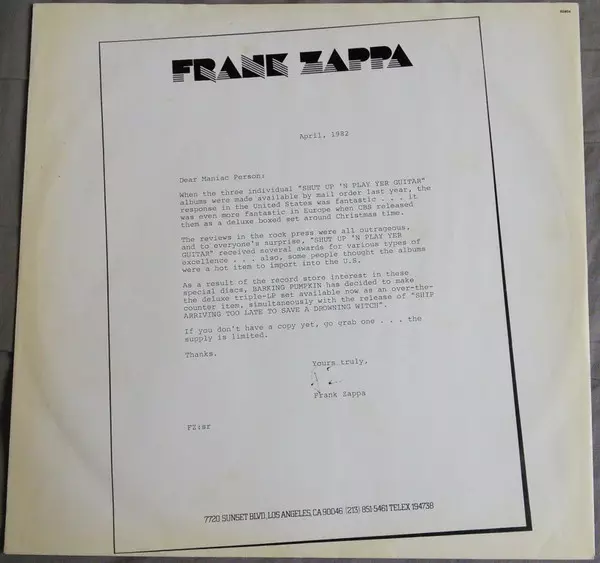 FRANK ZAPPA
April, 1982
Dear Maniac Person:
When the three individual "SHUT UP 'N PLAY YER GUITAR"
albums were made available by mail order last year, the
response in the United States was fantastic . . . it
was even more fantastic in Europe when CBS released
them as a deluxe boxed set around Christmas time.
The reviews in the rock press were all outrageous,
and to everyone's surprise, "SHUT UP 'N PLAY YER
GUITAR" received several awards for various types of
excellence . . . also, some people thought the albums
were a hot item to import into the U.S.
As a result of the record store interest in these
special discs, BARKING PUMPKIN has decided to make
the deluxe triple-LP set available now as an over-the-
counter item, simultaneously with the release of "SHIP
ARRIVING TOO LATE TO SAVE A DROWNING WITCH".
If you don't have a copy yet, go grab one . . . the
supply is limited.
Thanks.
Yours truly,
Frank Zappa
FZ:sr
7720 SUNSET BLVD., LOS ANGELES, CA 90046 (213) 851-5461 TELEX 194738